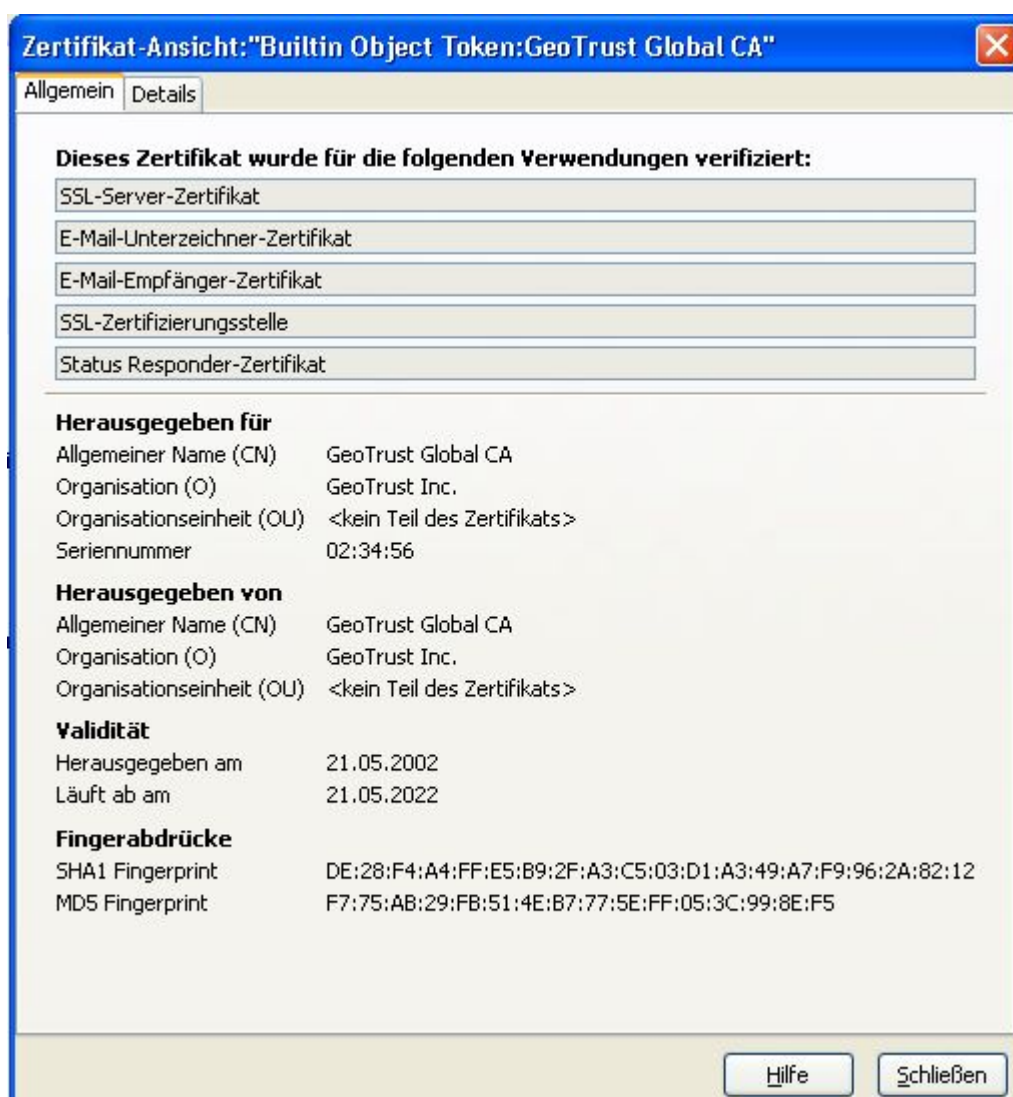 Zertifikat-Ansicht:"Builtin Object Token:GeoTrust Global CA"
Allgemein Details
Dieses Zertifikat wurde für die folgenden Verwendungen verifiziert:
SSL-Server-Zertifikat
E-Mail-Unterzeichner-Zertifikat
E-Mail-Empfänger-Zertifikat
SSL-Zertifizierungsstelle
Status Responder-Zertifikat
Herausgegeben für
Allgemeiner Name (CN) GeoTrust Global CA
Organisation (O) GeoTrust Inc.
Organisationseinheit (OU) <kein Teil des Zertifikats>
Seriennummer 02:34:56
Herausgegeben von
Allgemeiner Name (CN) GeoTrust Global CA
Organisation (O) GeoTrust Inc.
Organisationseinheit (OU) <kein Teil des Zertifikats>
Validität
Herausgegeben am 21.05.2002
Läuft ab am 21.05.2022
Fingerabdrücke
SHA1 Fingerprint DE:28:F4:A4:FF:E5:B9:2F:A3:C5:03:D1:A3:49:A7:F9:96:2A:82:12
MD5 Fingerprint F7:75:AB:29:FB:51:4E:B7:77:5E:FF:05:3C:99:8E:F5
Hilfe Schließen